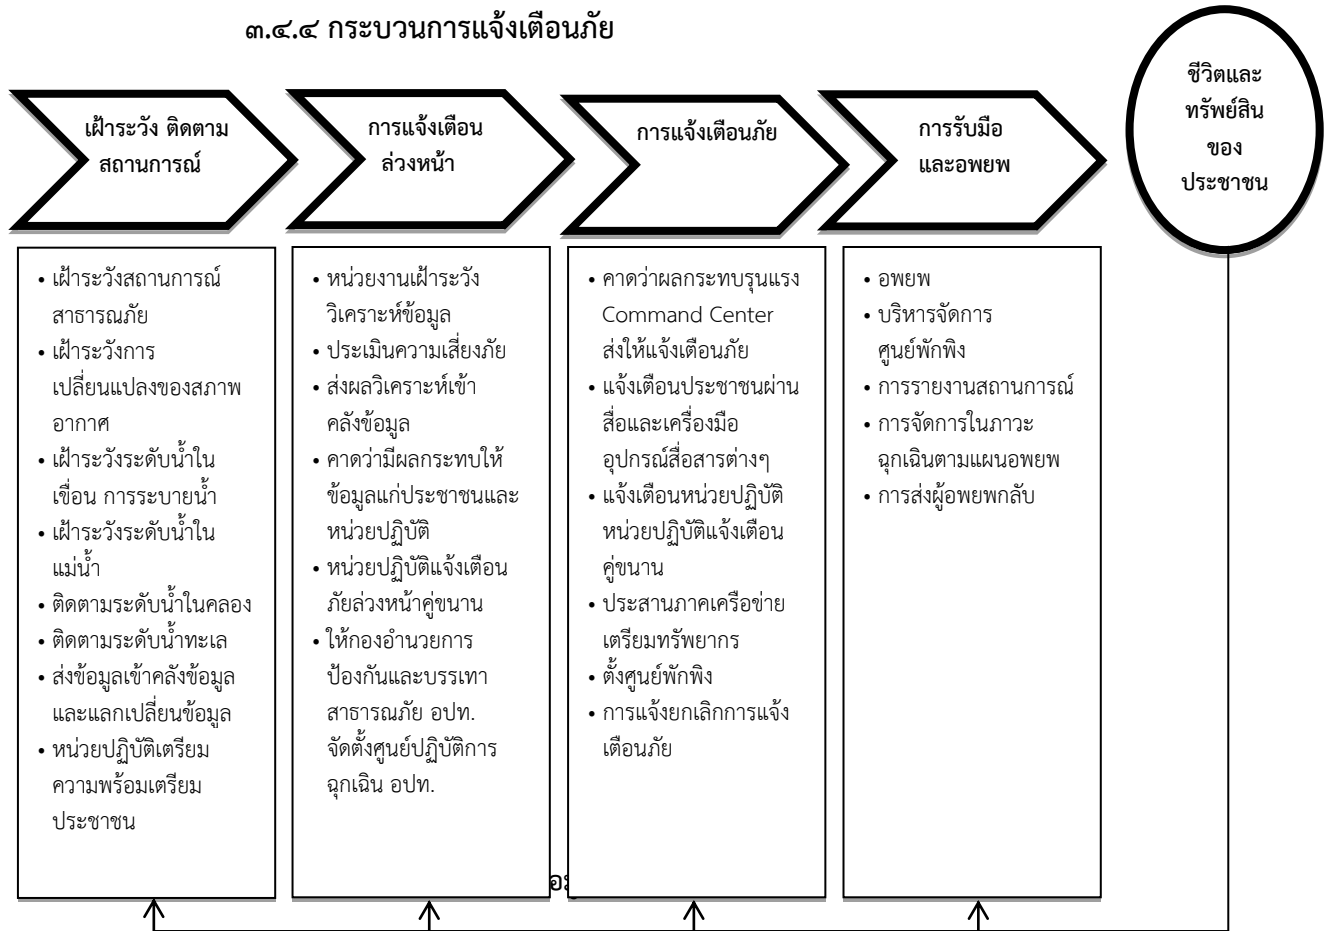 ๓.๔.๔ กระบวนการแจ้งเตือนภัย
เฝ้าระวัง ติดตาม
สถานการณ์
การแจ้งเตือน
ล่วงหน้า
การแจ้งเตือนภัย
การรับมือ
และอพยพ
ชีวิตและ
ทรัพย์สิน
ของ
ประชาชน
• เฝ้าระวังสถานการณ์
สาธารณภัย
• เฝ้าระวังการ
เปลี่ยนแปลงของสภาพ
อากาศ
• เฝ้าระวังระดับน้ำใน
เขื่อน การระบายน้ำ
• เฝ้าระวังระดับน้ำใน
แม่น้ำ
• ติดตามระดับน้ำในคลอง
• ติดตามระดับน้ำทะเล
• ส่งข้อมูลเข้าคลังข้อมูล
และแลกเปลี่ยนข้อมูล
• หน่วยปฏิบัติเตรียม
ความพร้อมเตรียม
ประชาชน
• หน่วยงานเฝ้าระวัง
วิเคราะห์ข้อมูล
• ประเมินความเสี่ยงภัย
• ส่งผลวิเคราะห์เข้า
คลังข้อมูล
• คาดว่ามีผลกระทบให้
ข้อมูลแก่ประชาชนและ
หน่วยปฏิบัติ
• หน่วยปฏิบัติแจ้งเตือน
ภัยล่วงหน้าคู่ขนาน
• ให้กองอำนวยการ
ป้องกันและบรรเทา
สาธารณภัย อปท.
จัดตั้งศูนย์ปฏิบัติการ
ฉุกเฉิน อปท.
• คาดว่าผลกระทบรุนแรง
Command Center
ส่งให้แจ้งเตือนภัย
• แจ้งเตือนประชาชนผ่าน
สื่อและเครื่องมือ
อุปกรณ์สื่อสารต่างๆ
• แจ้งเตือนหน่วยปฏิบัติ
หน่วยปฏิบัติแจ้งเตือน
คู่ขนาน
• ประสานภาคเครือข่าย
เตรียมทรัพยากร
• ตั้งศูนย์พักพิง
• การแจ้งยกเลิกการแจ้ง
เตือนภัย
• อพยพ
• บริหารจัดการ
ศูนย์พักพิง
• การรายงานสถานการณ์
• การจัดการในภาวะ
ฉุกเฉินตามแผนอพยพ
• การส่งผู้อพยพกลับ